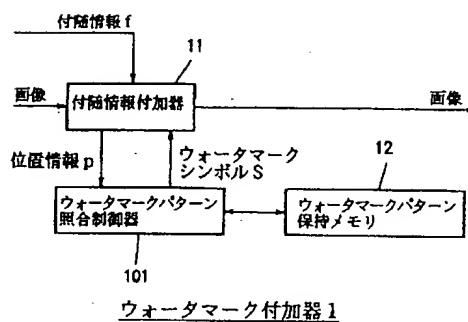 付随情報f
11
画像
付随情報付加器
画像
位置情報p
ウォータマーク
シンボルS
12
ウォータマークパターン
照合制御器
ウォータマークパターン
保持メモリ
101
ウォータマーク付加器1